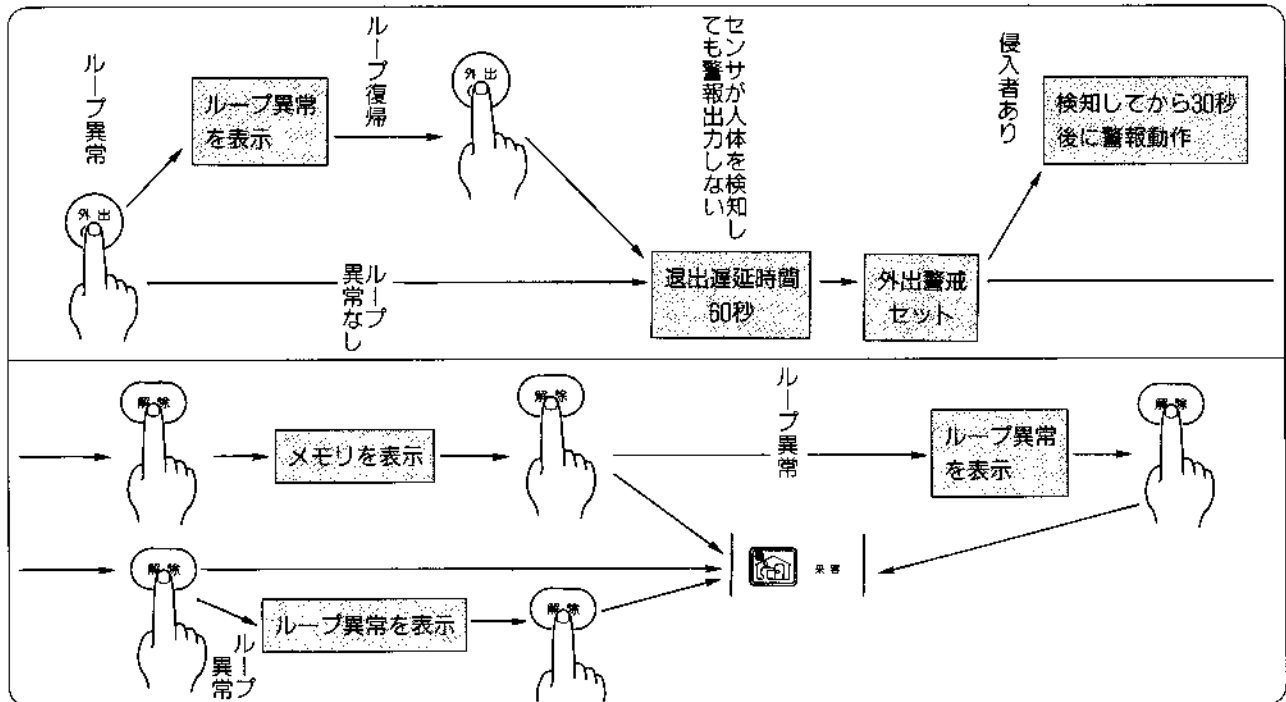 ループ異常
ループ異常
を表示
ループ復帰
外出
センサが人体を検知し
ても警報出力しない
侵入者あり
検知してから30秒
後に警報動作
外出
ループ
異常なし
退出遅延時間
60秒
外出警戒
セット
解除
メモリを表示
解除
ループ異常
ループ異常
を表示
解除
解除
ループ
異常
ループ異常を表示
解除
来客